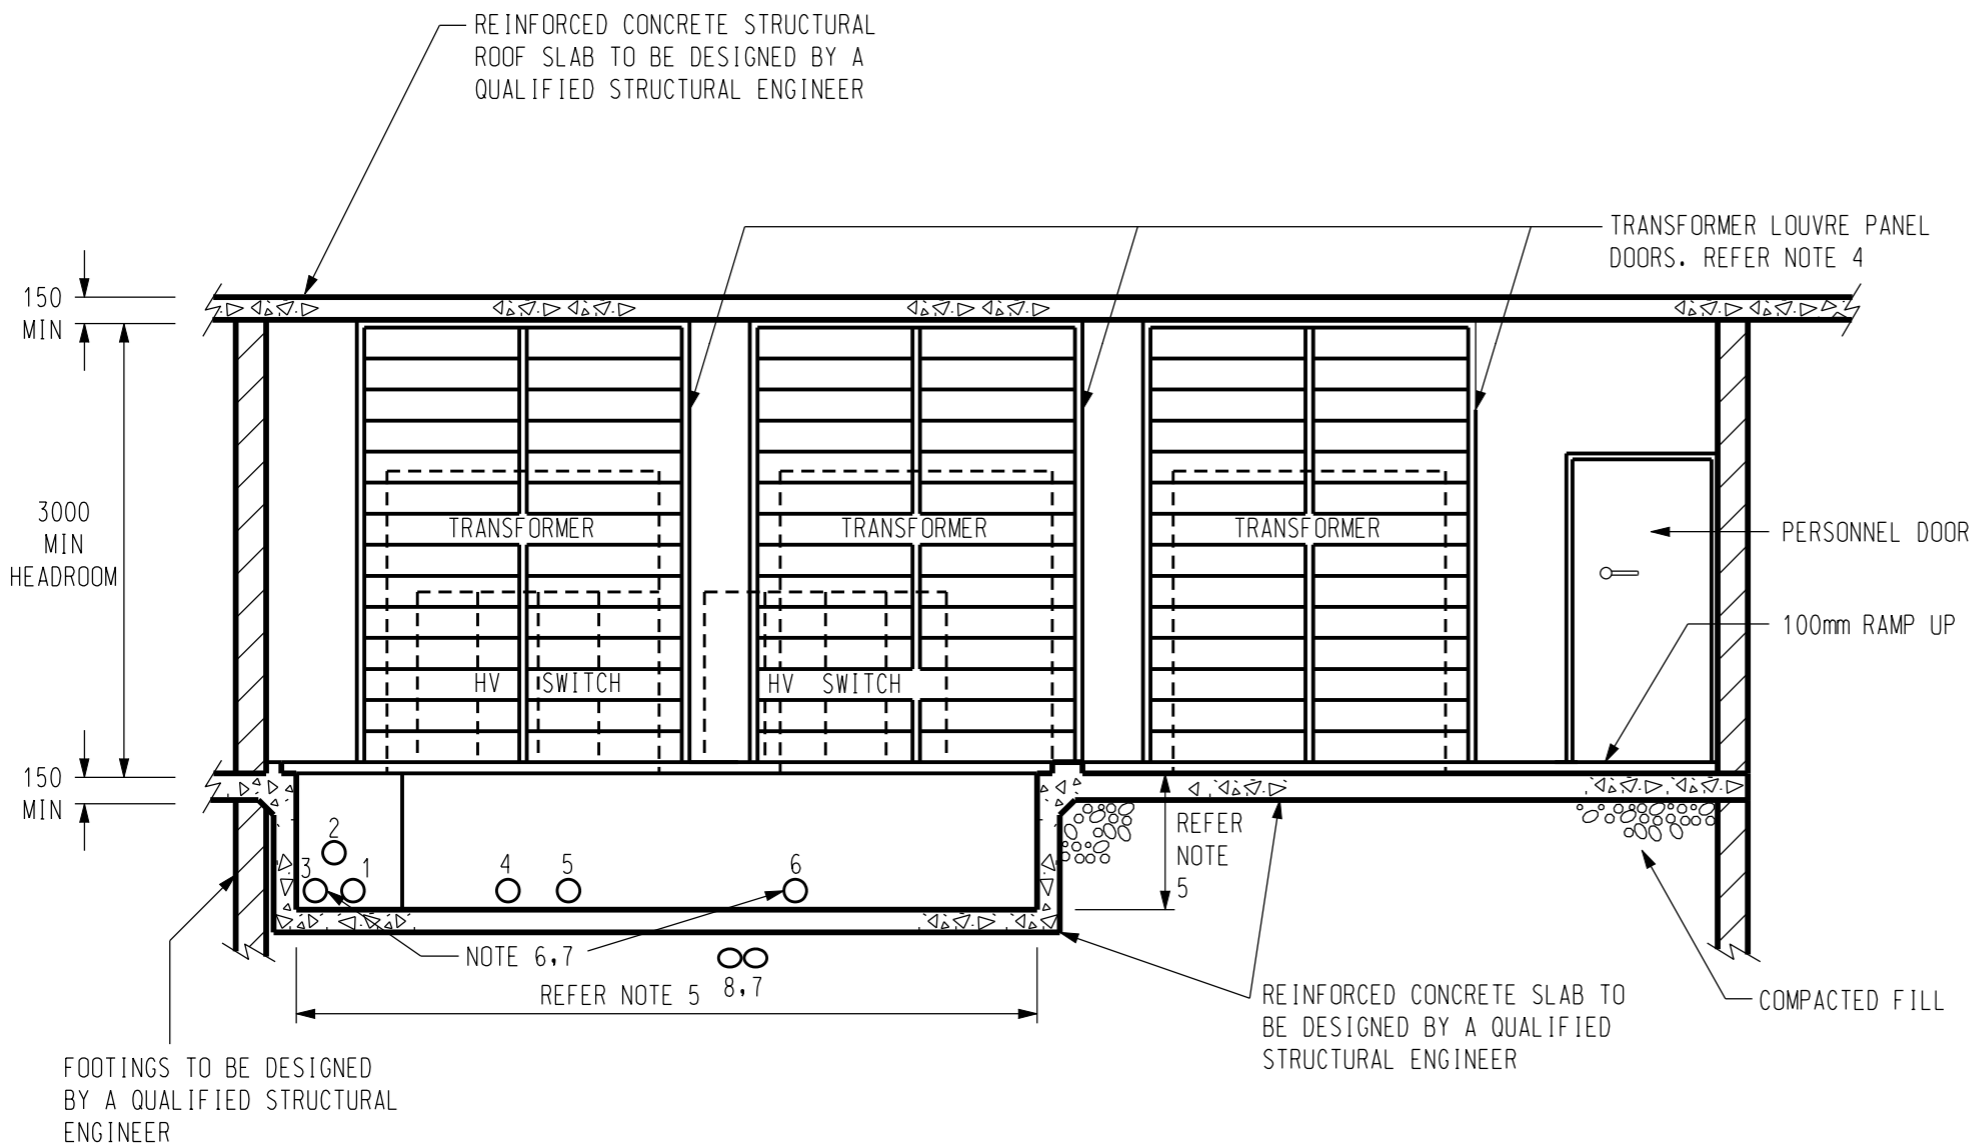 REINFORCED CONCRETE STRUCTURAL
ROOF SLAB TO BE DESIGNED BY A
QUALIFIED STRUCTURAL ENGINEER
TRANSFORMER LOUVRE PANEL
DOORS. REFER NOTE 4
150
MIN
3000
MIN
HEADROOM
TRANSFORMER
TRANSFORMER
TRANSFORMER
PERSONNEL DOOR
100mm RAMP UP
HV SWITCH
HV SWITCH
150
MIN
2
3
1
4
5
6
REFER
NOTE
5
NOTE 6,7
8,7
REFER NOTE 5
REINFORCED CONCRETE SLAB TO
BE DESIGNED BY A QUALIFIED
STRUCTURAL ENGINEER
COMPACTED FILL
FOOTINGS TO BE DESIGNED
BY A QUALIFIED STRUCTURAL
ENGINEER